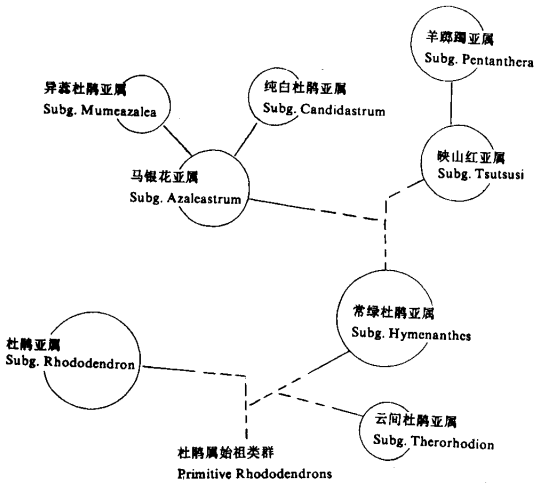 羊踯躅亚属
Subg. Pentanthera
异蕊杜鹃亚属
Subg. Mumeazalea
纯白杜鹃亚属
Subg. Candidastrum
映山红亚属
Subg. Tsutsusi
马银花亚属
Subg. Azaleastrum
常绿杜鹃亚属
Subg. Hymenanthes
杜鹃亚属
Subg. Rhododendron
云间杜鹃亚属
Subg. Therorhodion
杜鹃属始祖类群
Primitive Rhododendrons